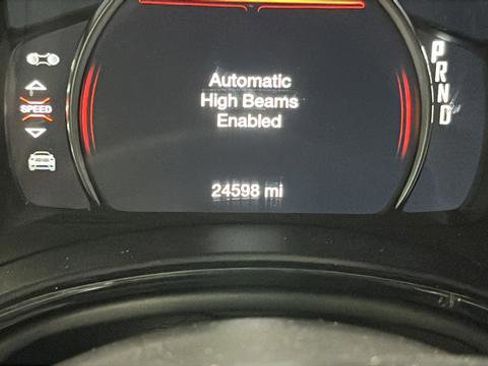 Automatic
High Beams
Enabled
SPEED
24598 mi
P
R
N
D